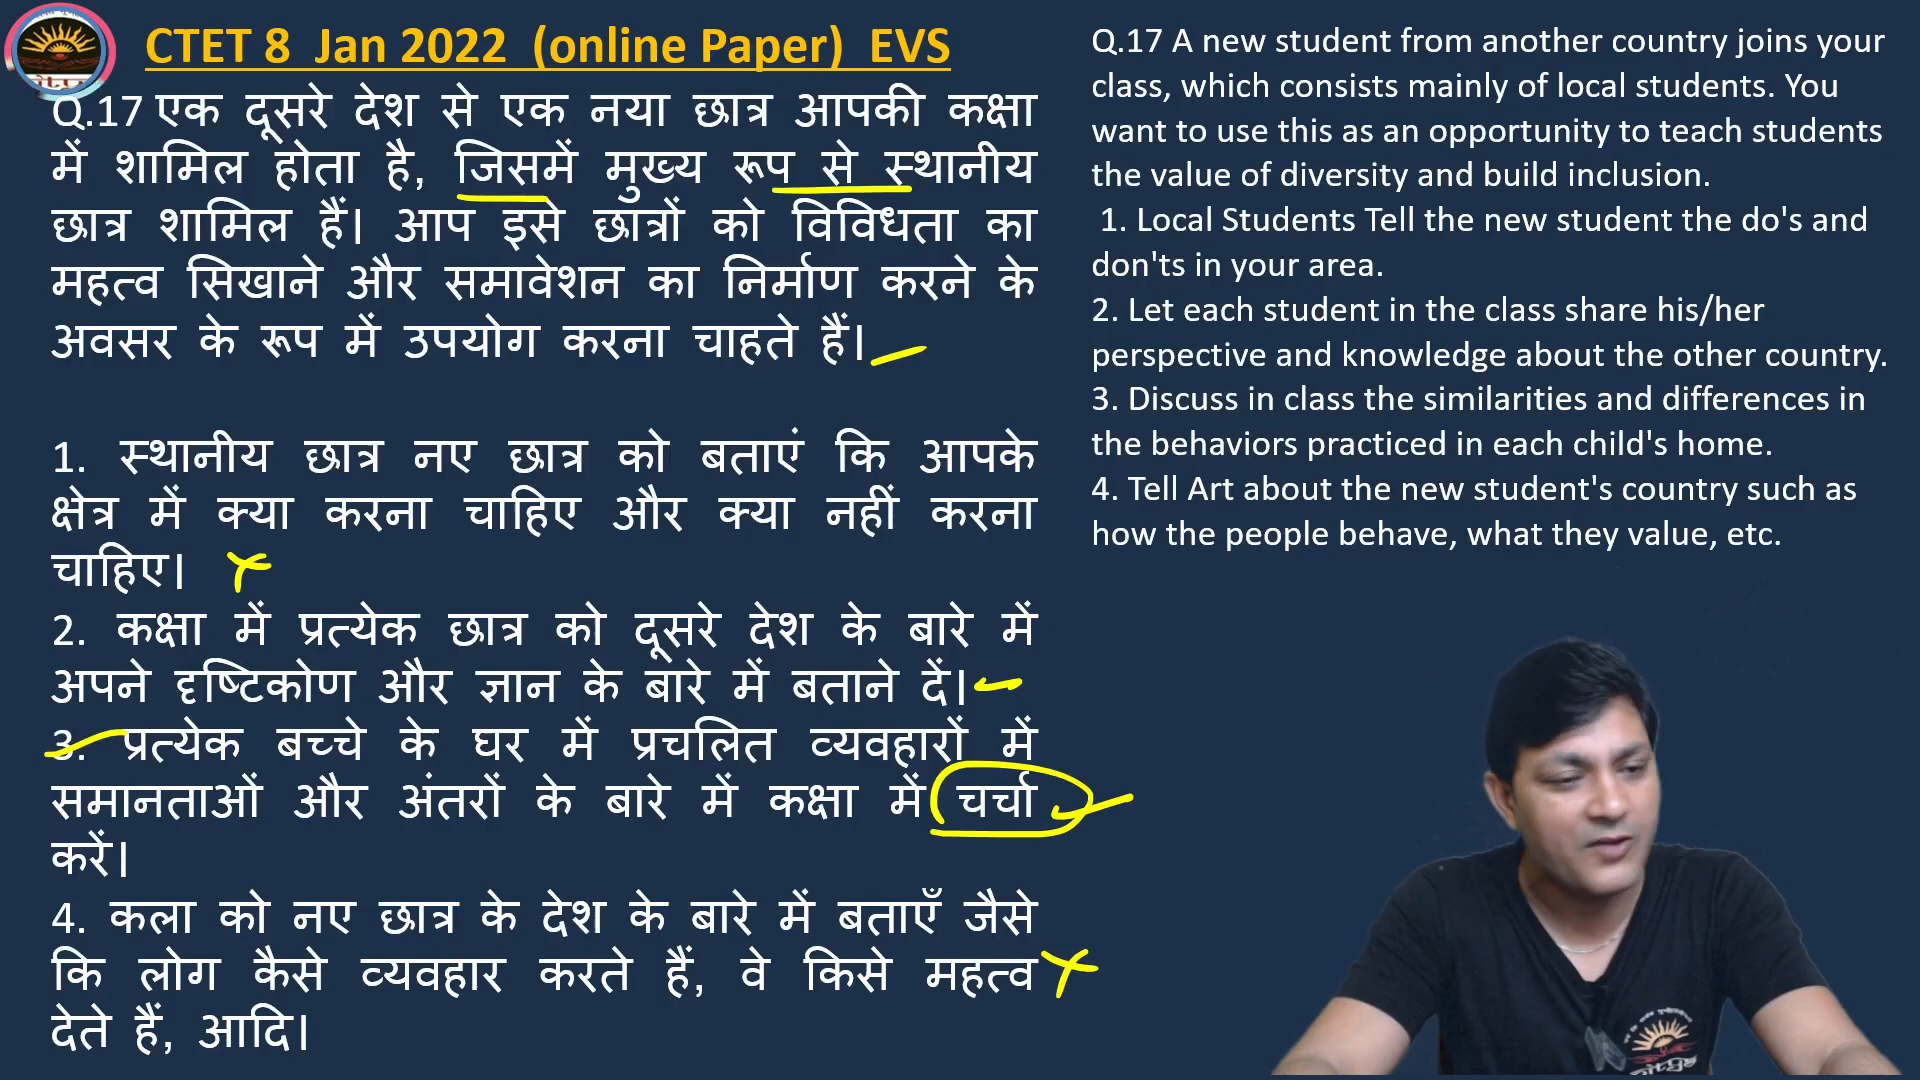 CTET 8 Jan 2022 (online Paper) EVS
Q.17 एक दूसरे देश से एक नया छात्र आपकी कक्षा
में शामिल होता है, जिसमें मुख्य रूप से स्थानीय
छात्र शामिल हैं। आप इसे छात्रों को विविधता का
महत्व सिखाने और समावेशन का निर्माण करने के
अवसर के रूप में उपयोग करना चाहते हैं।
1. स्थानीय छात्र नए छात्र को बताएं कि आपके
क्षेत्र में क्या करना चाहिए और क्या नहीं करना
चाहिए।
2. कक्षा में प्रत्येक छात्र को दूसरे देश के बारे में
अपने दृष्टिकोण और ज्ञान के बारे में बताने दें।
3. प्रत्येक बच्चे के घर में प्रचलित व्यवहारों में
समानताओं और अंतरों के बारे में कक्षा में चर्चा
करें।
4. कला को नए छात्र के देश के बारे में बताएँ जैसे
कि लोग कैसे व्यवहार करते हैं, वे किसे महत्व
देते हैं, आदि।
Q.17 A new student from another country joins your
class, which consists mainly of local students. You
want to use this as an opportunity to teach students
the value of diversity and build inclusion.
1. Local Students Tell the new student the do's and
don'ts in your area.
2. Let each student in the class share his/her
perspective and knowledge about the other country.
3. Discuss in class the similarities and differences in
the behaviors practiced in each child's home.
4. Tell Art about the new student's country such as
how the people behave, what they value, etc.